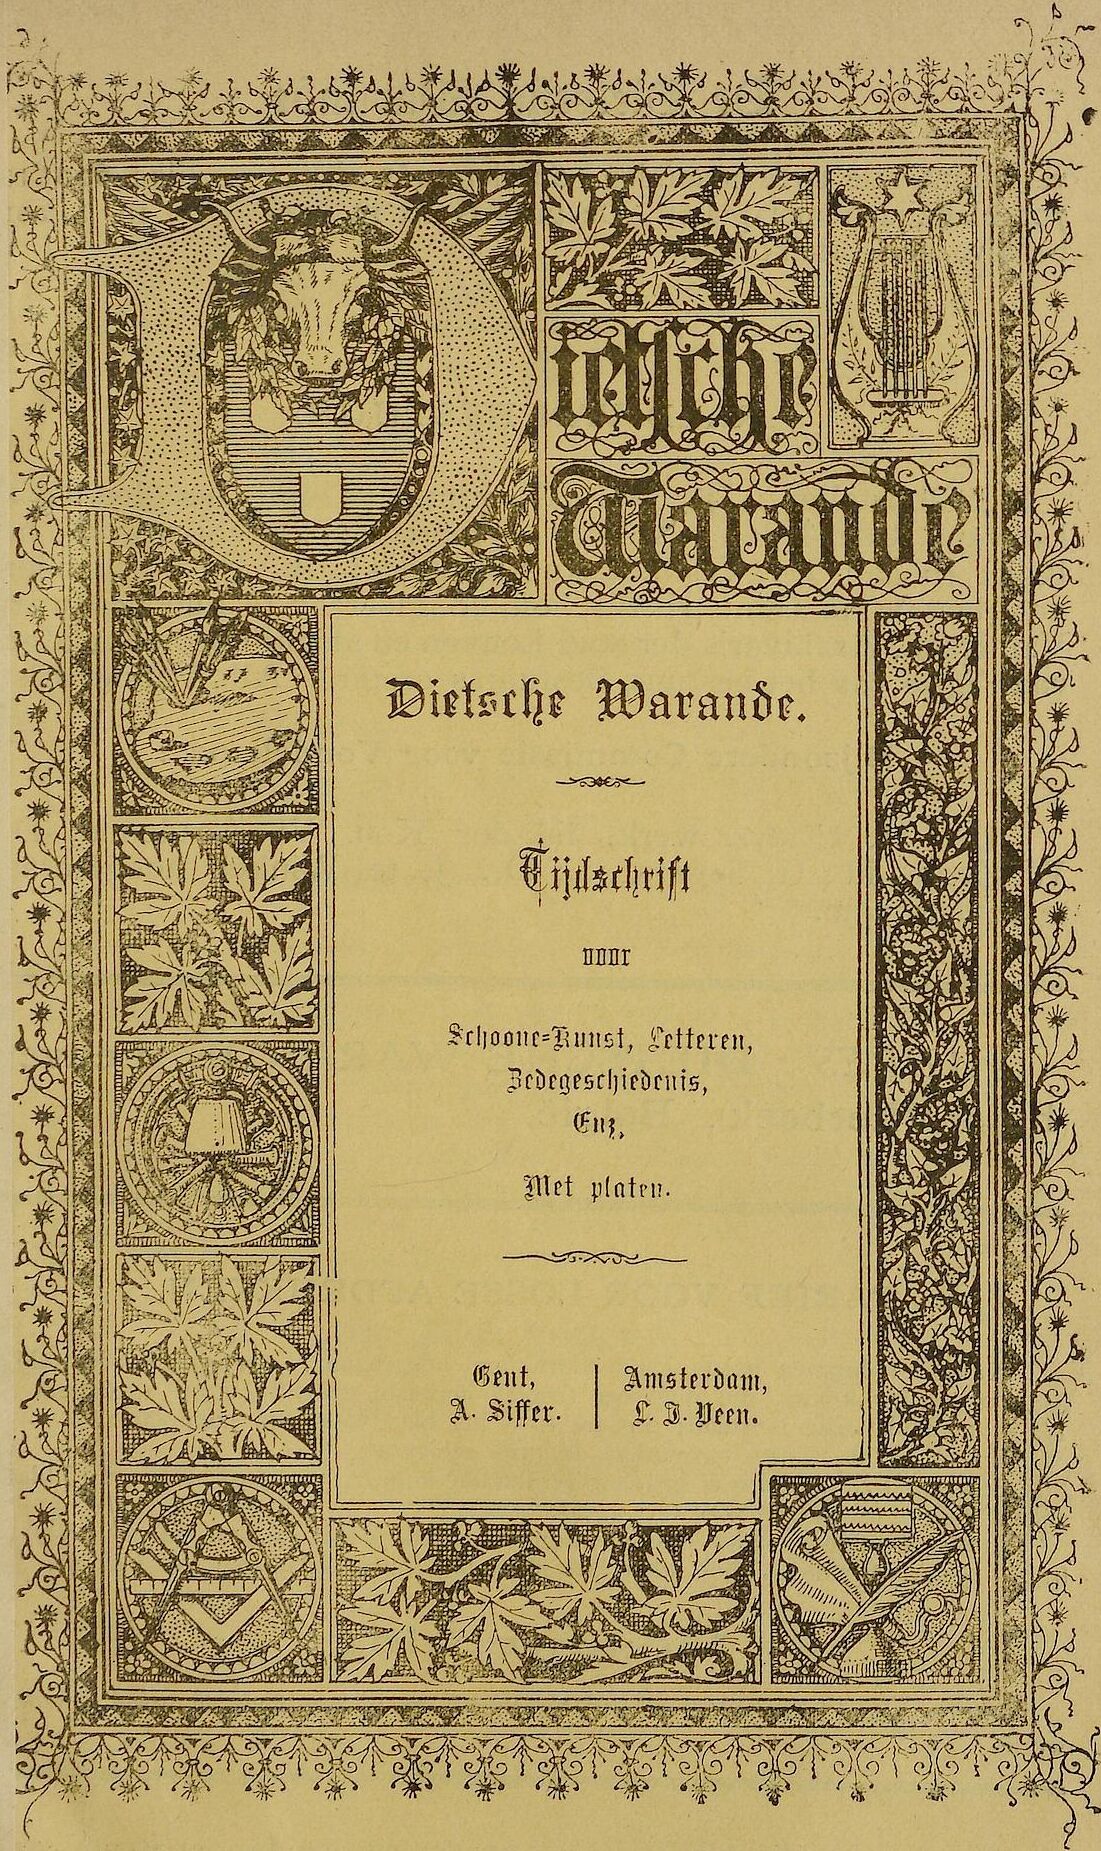 Dietsche
Warande
Dietsche Warande.
Tijdschrift
voor
Schoone=Kunst, Letteren,
Zedegeschiedenis,
Enz.
Met platen.
Gent,
A. Siffer.
Amsterdam,
L. J. Veen.